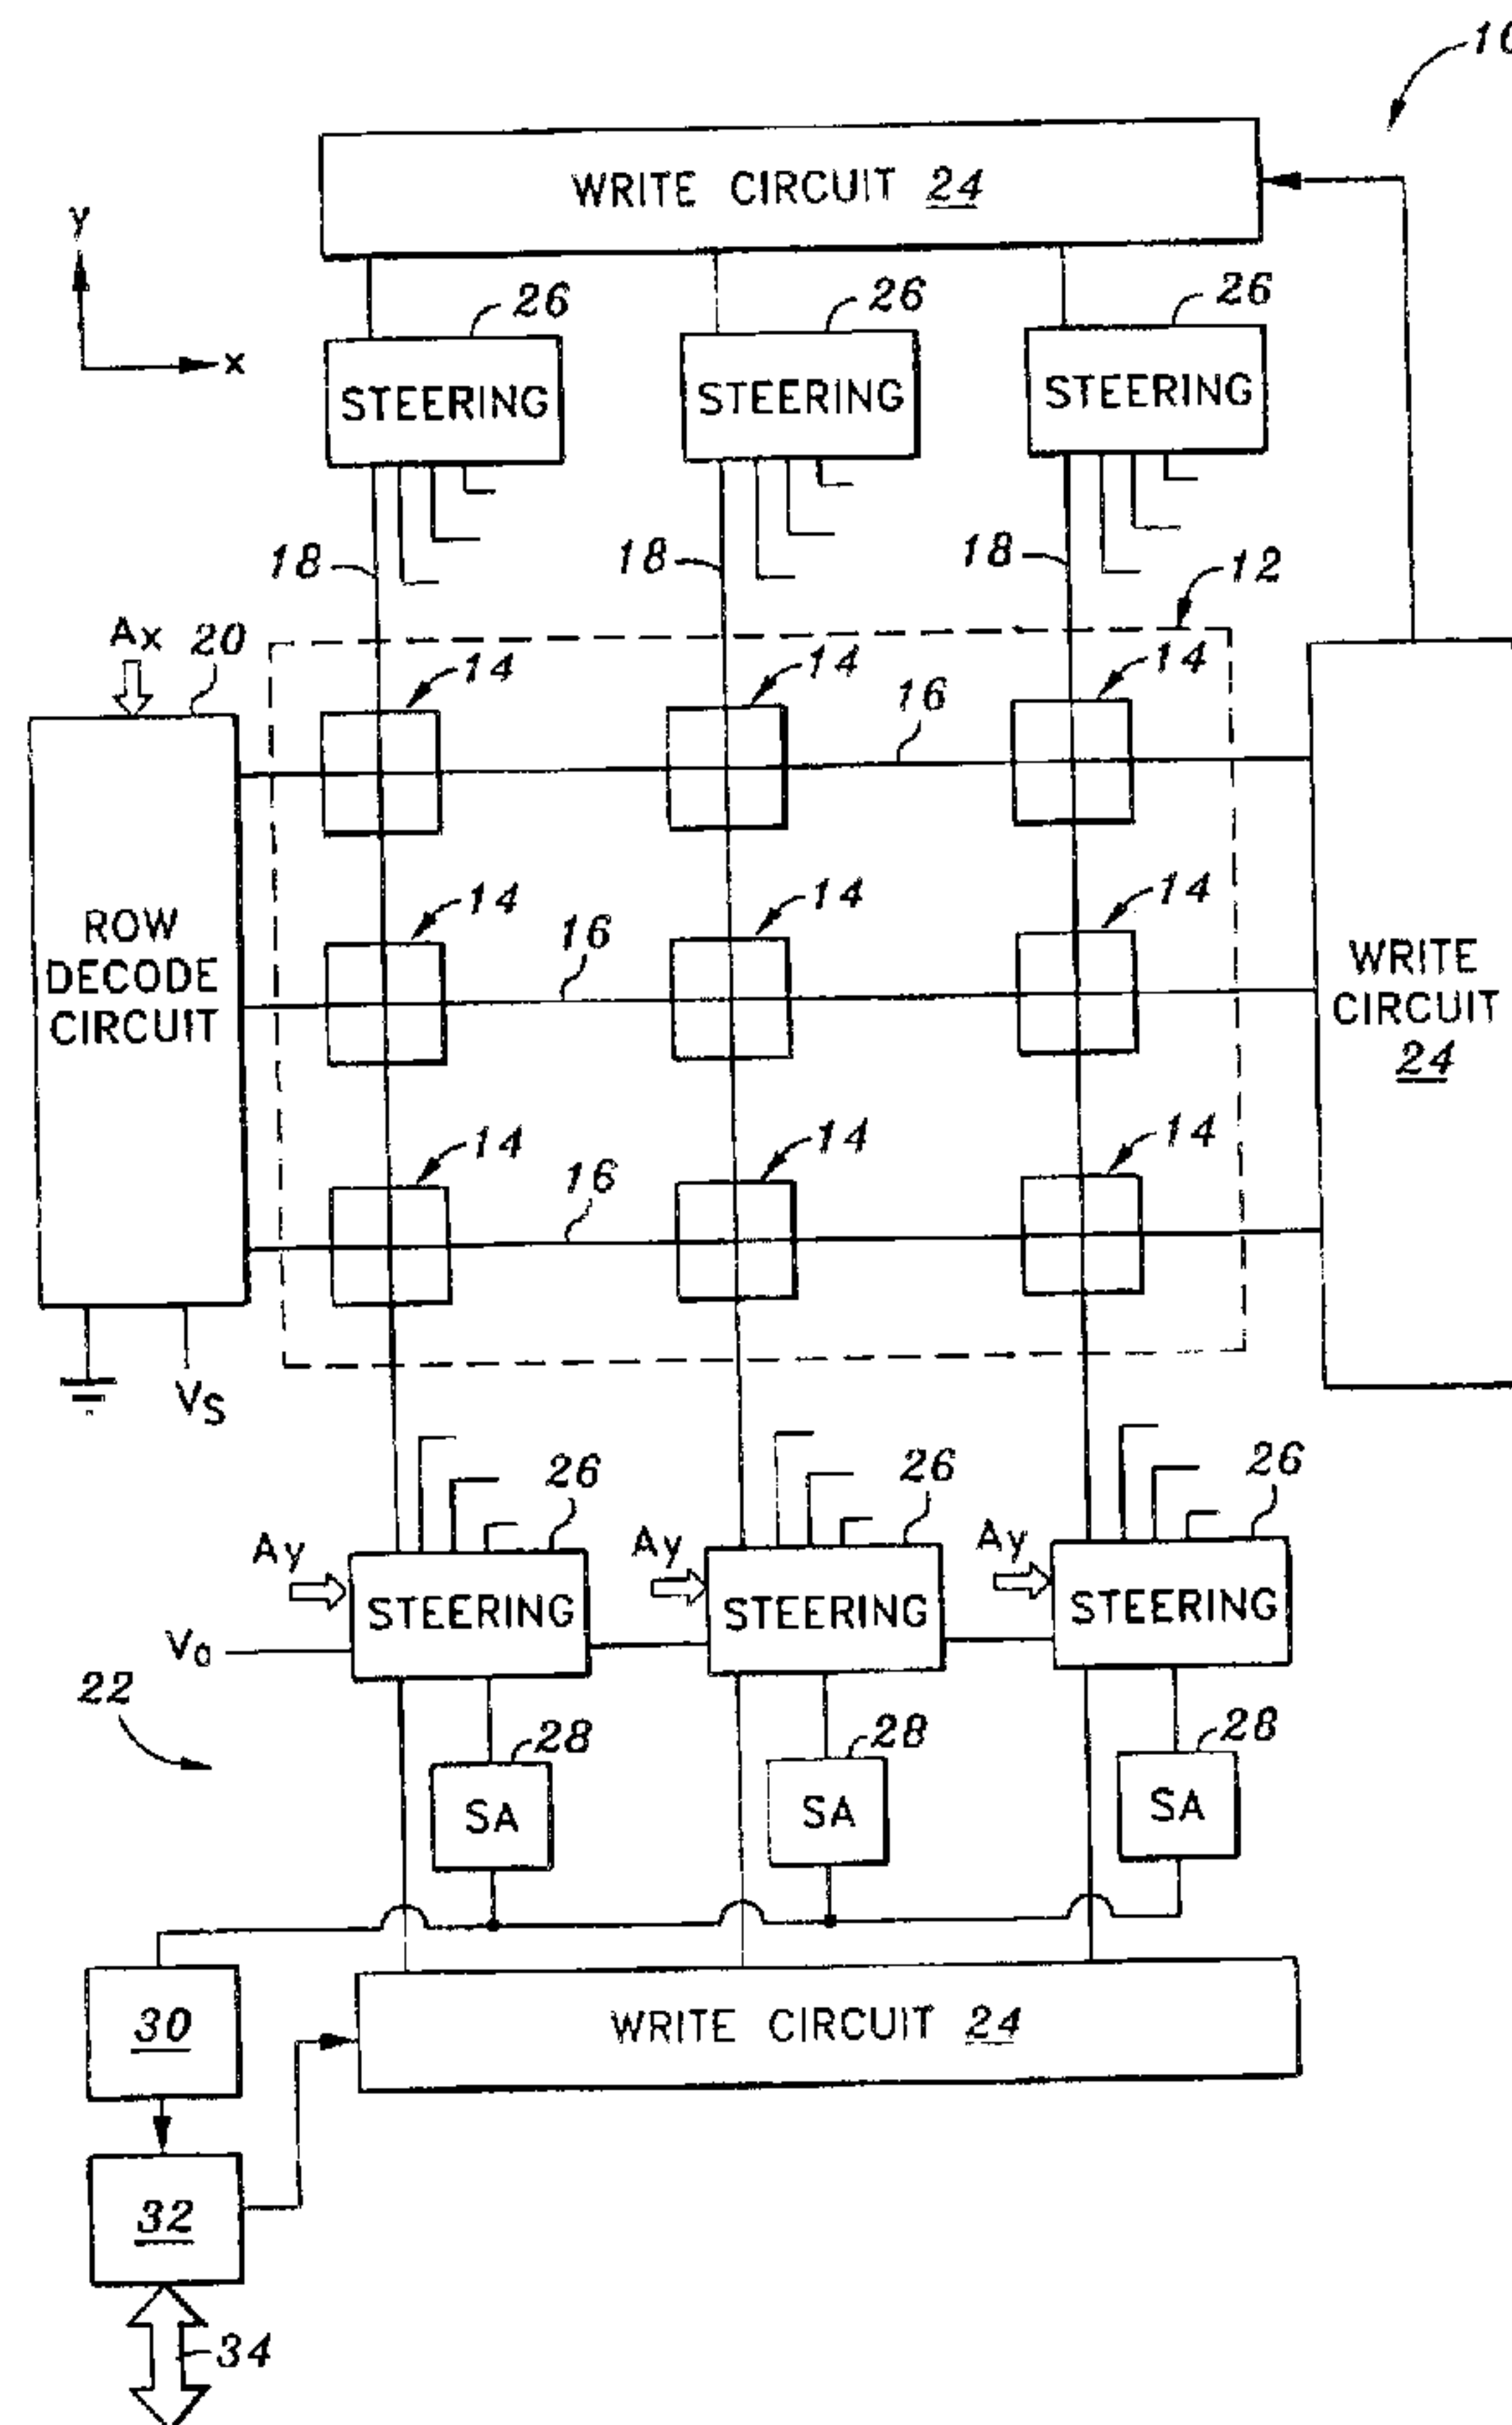 WRITE CIRCUIT 24
y
x
26
26
26
STEERING
STEERING
STEERING
18
18
18
12
Ax
20
14
14
14
16
14
14
14
16
ROW
DECODE
CIRCUIT
WRITE
CIRCUIT
24
14
14
14
16
VS
26
26
26
Ay
Ay
Ay
STEERING
STEERING
STEERING
22
28
28
28
SA
SA
SA
30
WRITE CIRCUIT 24
32
34